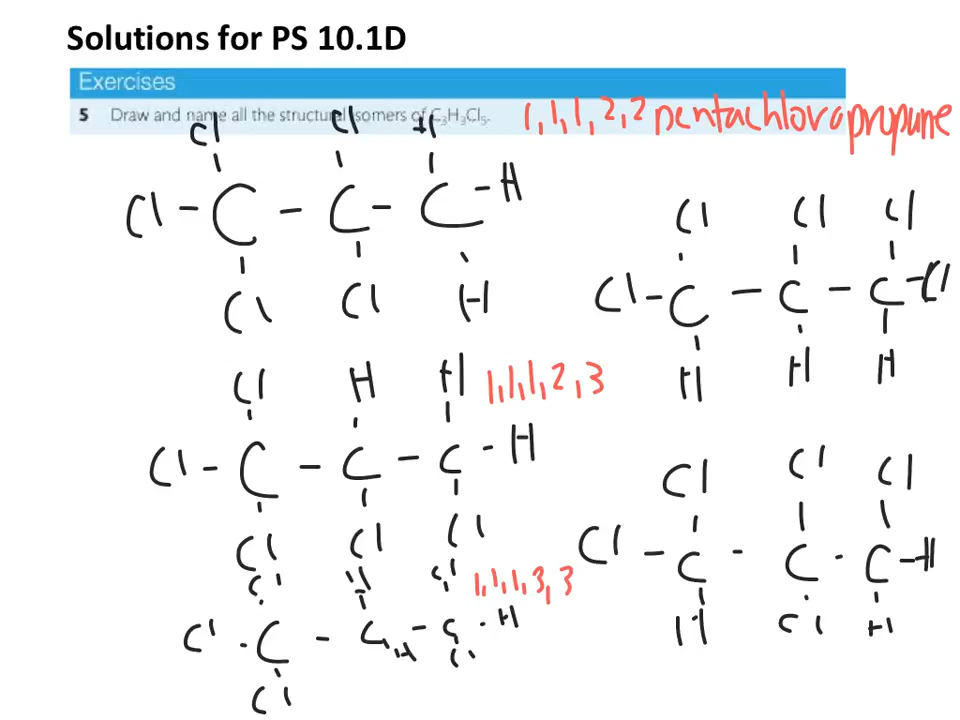 Solutions for PS 10.1D
Exercises
5 Draw and name all the structural isomers of C₃H₃Cl₅.
1,1,1,2,2 pentachloropropane
Cl Cl H
Cl - C - C - C - H
Cl Cl H
Cl Cl Cl
Cl - C - C - C - Cl
H H H
1,1,1,2,3
Cl H H
Cl - C - C - C - H
Cl Cl Cl
Cl Cl Cl
Cl - C - C - C - H
H Cl H
1,1,1,3,3
Cl H Cl
Cl - C - C - C - H
H Cl
Cl